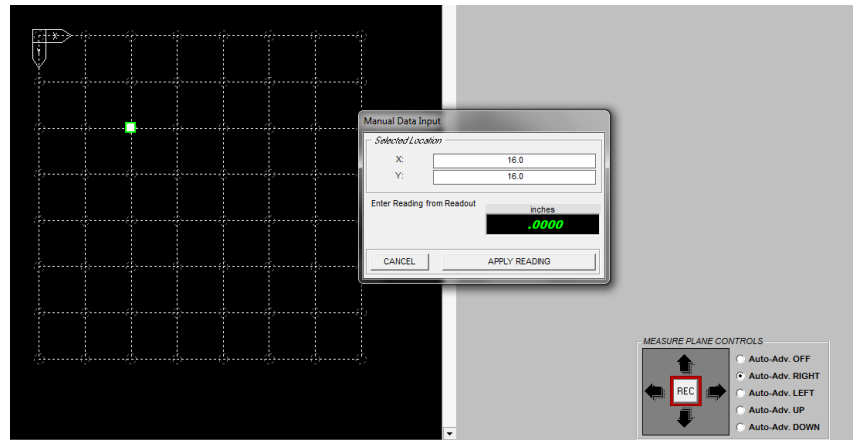 X
Y
Manual Data Input
Selected Location
X: 16.0
Y: 16.0
Enter Reading from Readout
inches
.0000
CANCEL APPLY READING
MEASURE PLANE CONTROLS
Auto-Adv. OFF
Auto-Adv. RIGHT
REC
Auto-Adv. LEFT
Auto-Adv. UP
Auto-Adv. DOWN